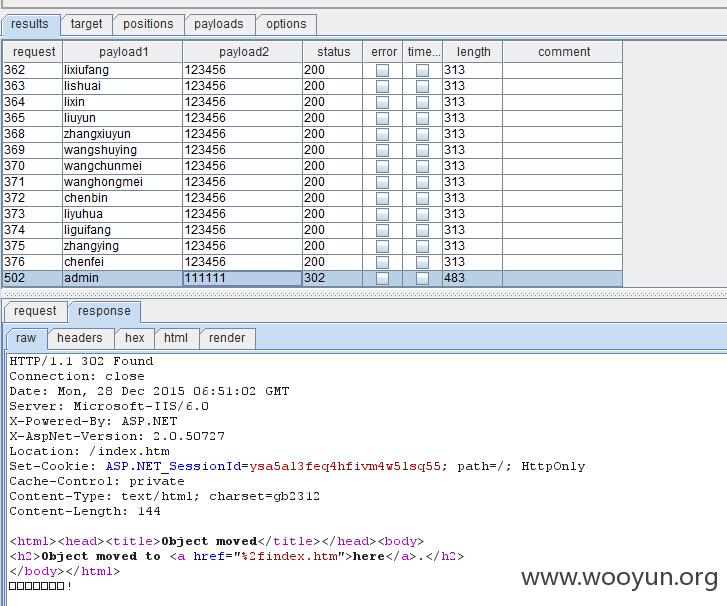 results target positions payloads options
request payload1 payload2 status error time... length comment
362 lixiufang 123456 200 313
363 lishuai 123456 200 313
364 lixin 123456 200 313
365 liuyun 123456 200 313
368 zhangxiuyun 123456 200 313
369 wangshuying 123456 200 313
370 wangchunmei 123456 200 313
371 wanghongmei 123456 200 313
372 chenbin 123456 200 313
373 liyuhua 123456 200 313
374 liguifang 123456 200 313
375 zhangying 123456 200 313
376 chenfei 123456 200 313
502 admin 111111 302 483
request response
raw headers hex html render
HTTP/1.1 302 Found
Connection: close
Date: Mon, 28 Dec 2015 06:51:02 GMT
Server: Microsoft-IIS/6.0
X-Powered-By: ASP.NET
X-AspNet-Version: 2.0.50727
Location: /index.htm
Set-Cookie: ASP.NET_SessionId=ysa5al3feq4hfivm4w5lsq55; path=/; HttpOnly
Cache-Control: private
Content-Type: text/html; charset=gb2312
Content-Length: 144
<html><head><title>Object moved</title></head><body>
<h2>Object moved to <a href="%2findex.htm">here</a>.</h2>
</body></html>
□□□□□□□!
www.wooyun.org